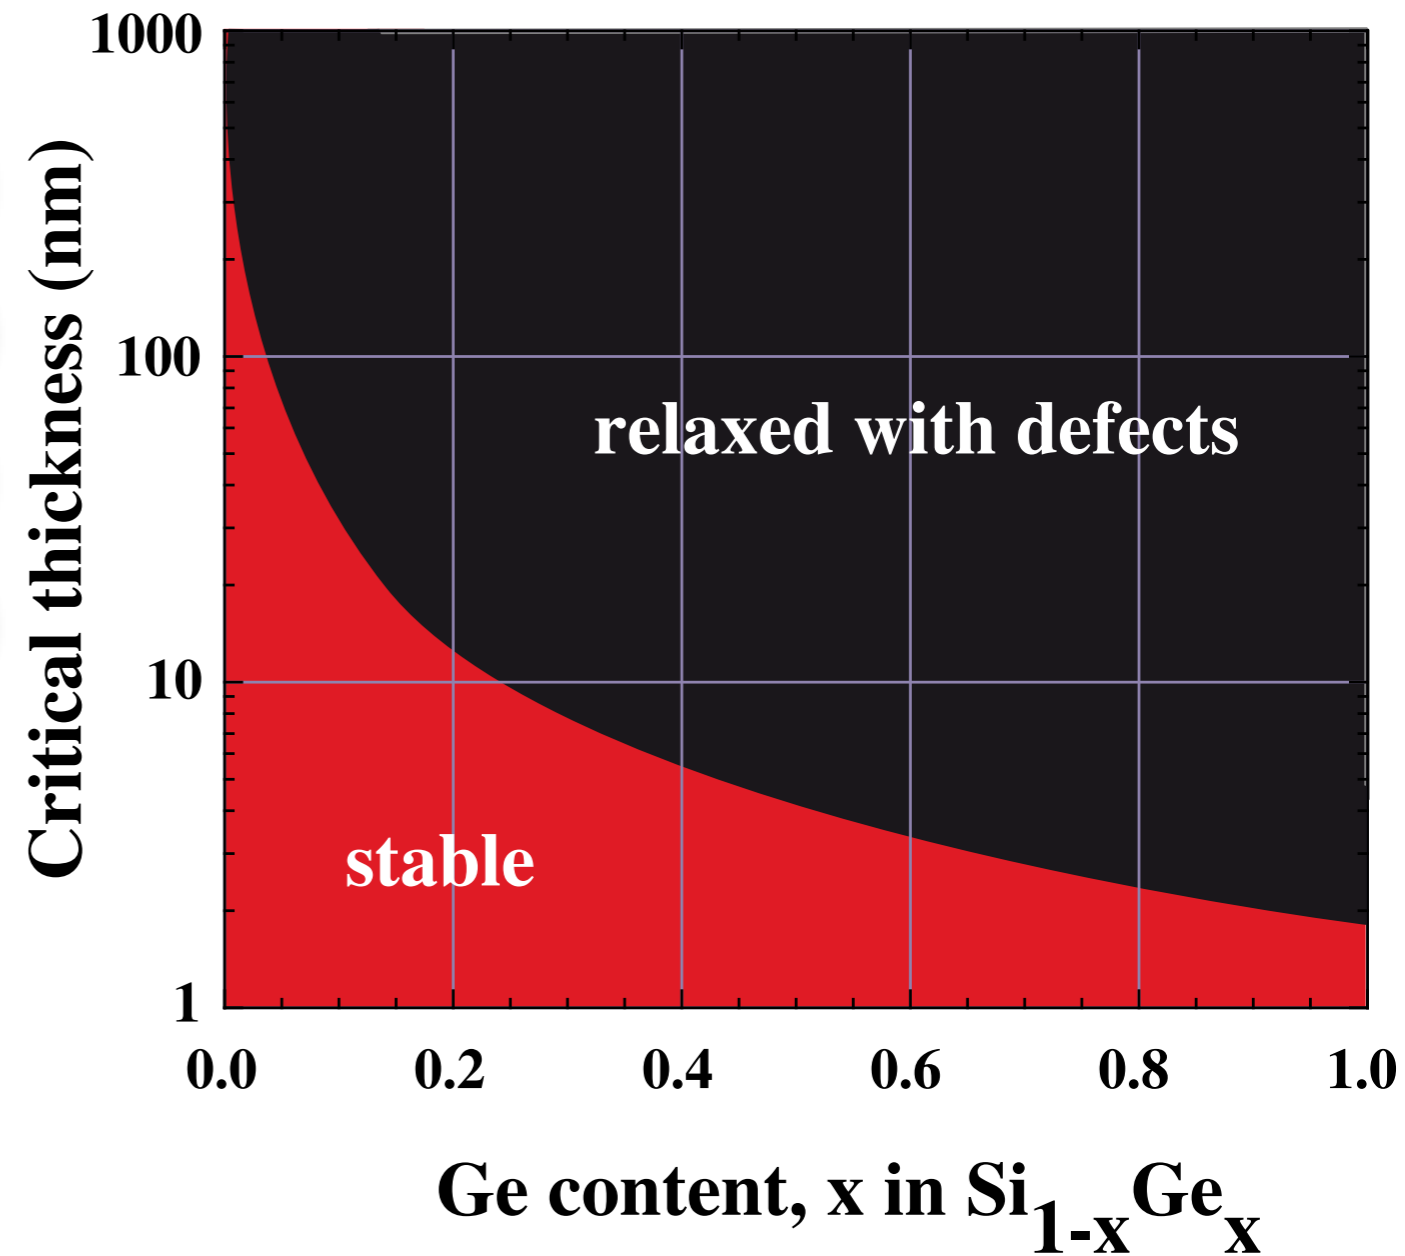 1000
100
10
1
Critical thickness (nm)
relaxed with defects
stable
0.0 0.2 0.4 0.6 0.8 1.0
Ge content, x in Si1-xGex